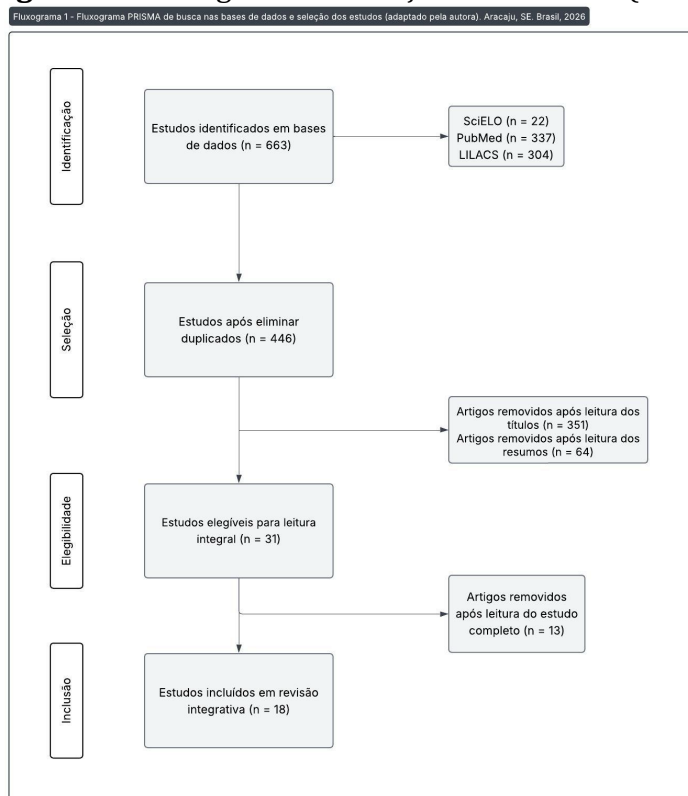 Fluxograma 1 - Fluxograma PRISMA de busca nas bases de dados e seleção dos estudos (adaptado pela autora). Aracaju, SE. Brasil, 2026
Identificação
Estudos identificados em bases
de dados (n = 663)
SciELO (n = 22)
PubMed (n = 337)
LILACS (n = 304)
Seleção
Estudos após eliminar
duplicados (n = 446)
Artigos removidos após leitura dos
títulos (n = 351)
Artigos removidos após leitura dos
resumos (n = 64)
Elegibilidade
Estudos elegíveis para leitura
integral (n = 31)
Artigos removidos
após leitura do estudo
completo (n = 13)
Inclusão
Estudos incluídos em revisão
integrativa (n = 18)